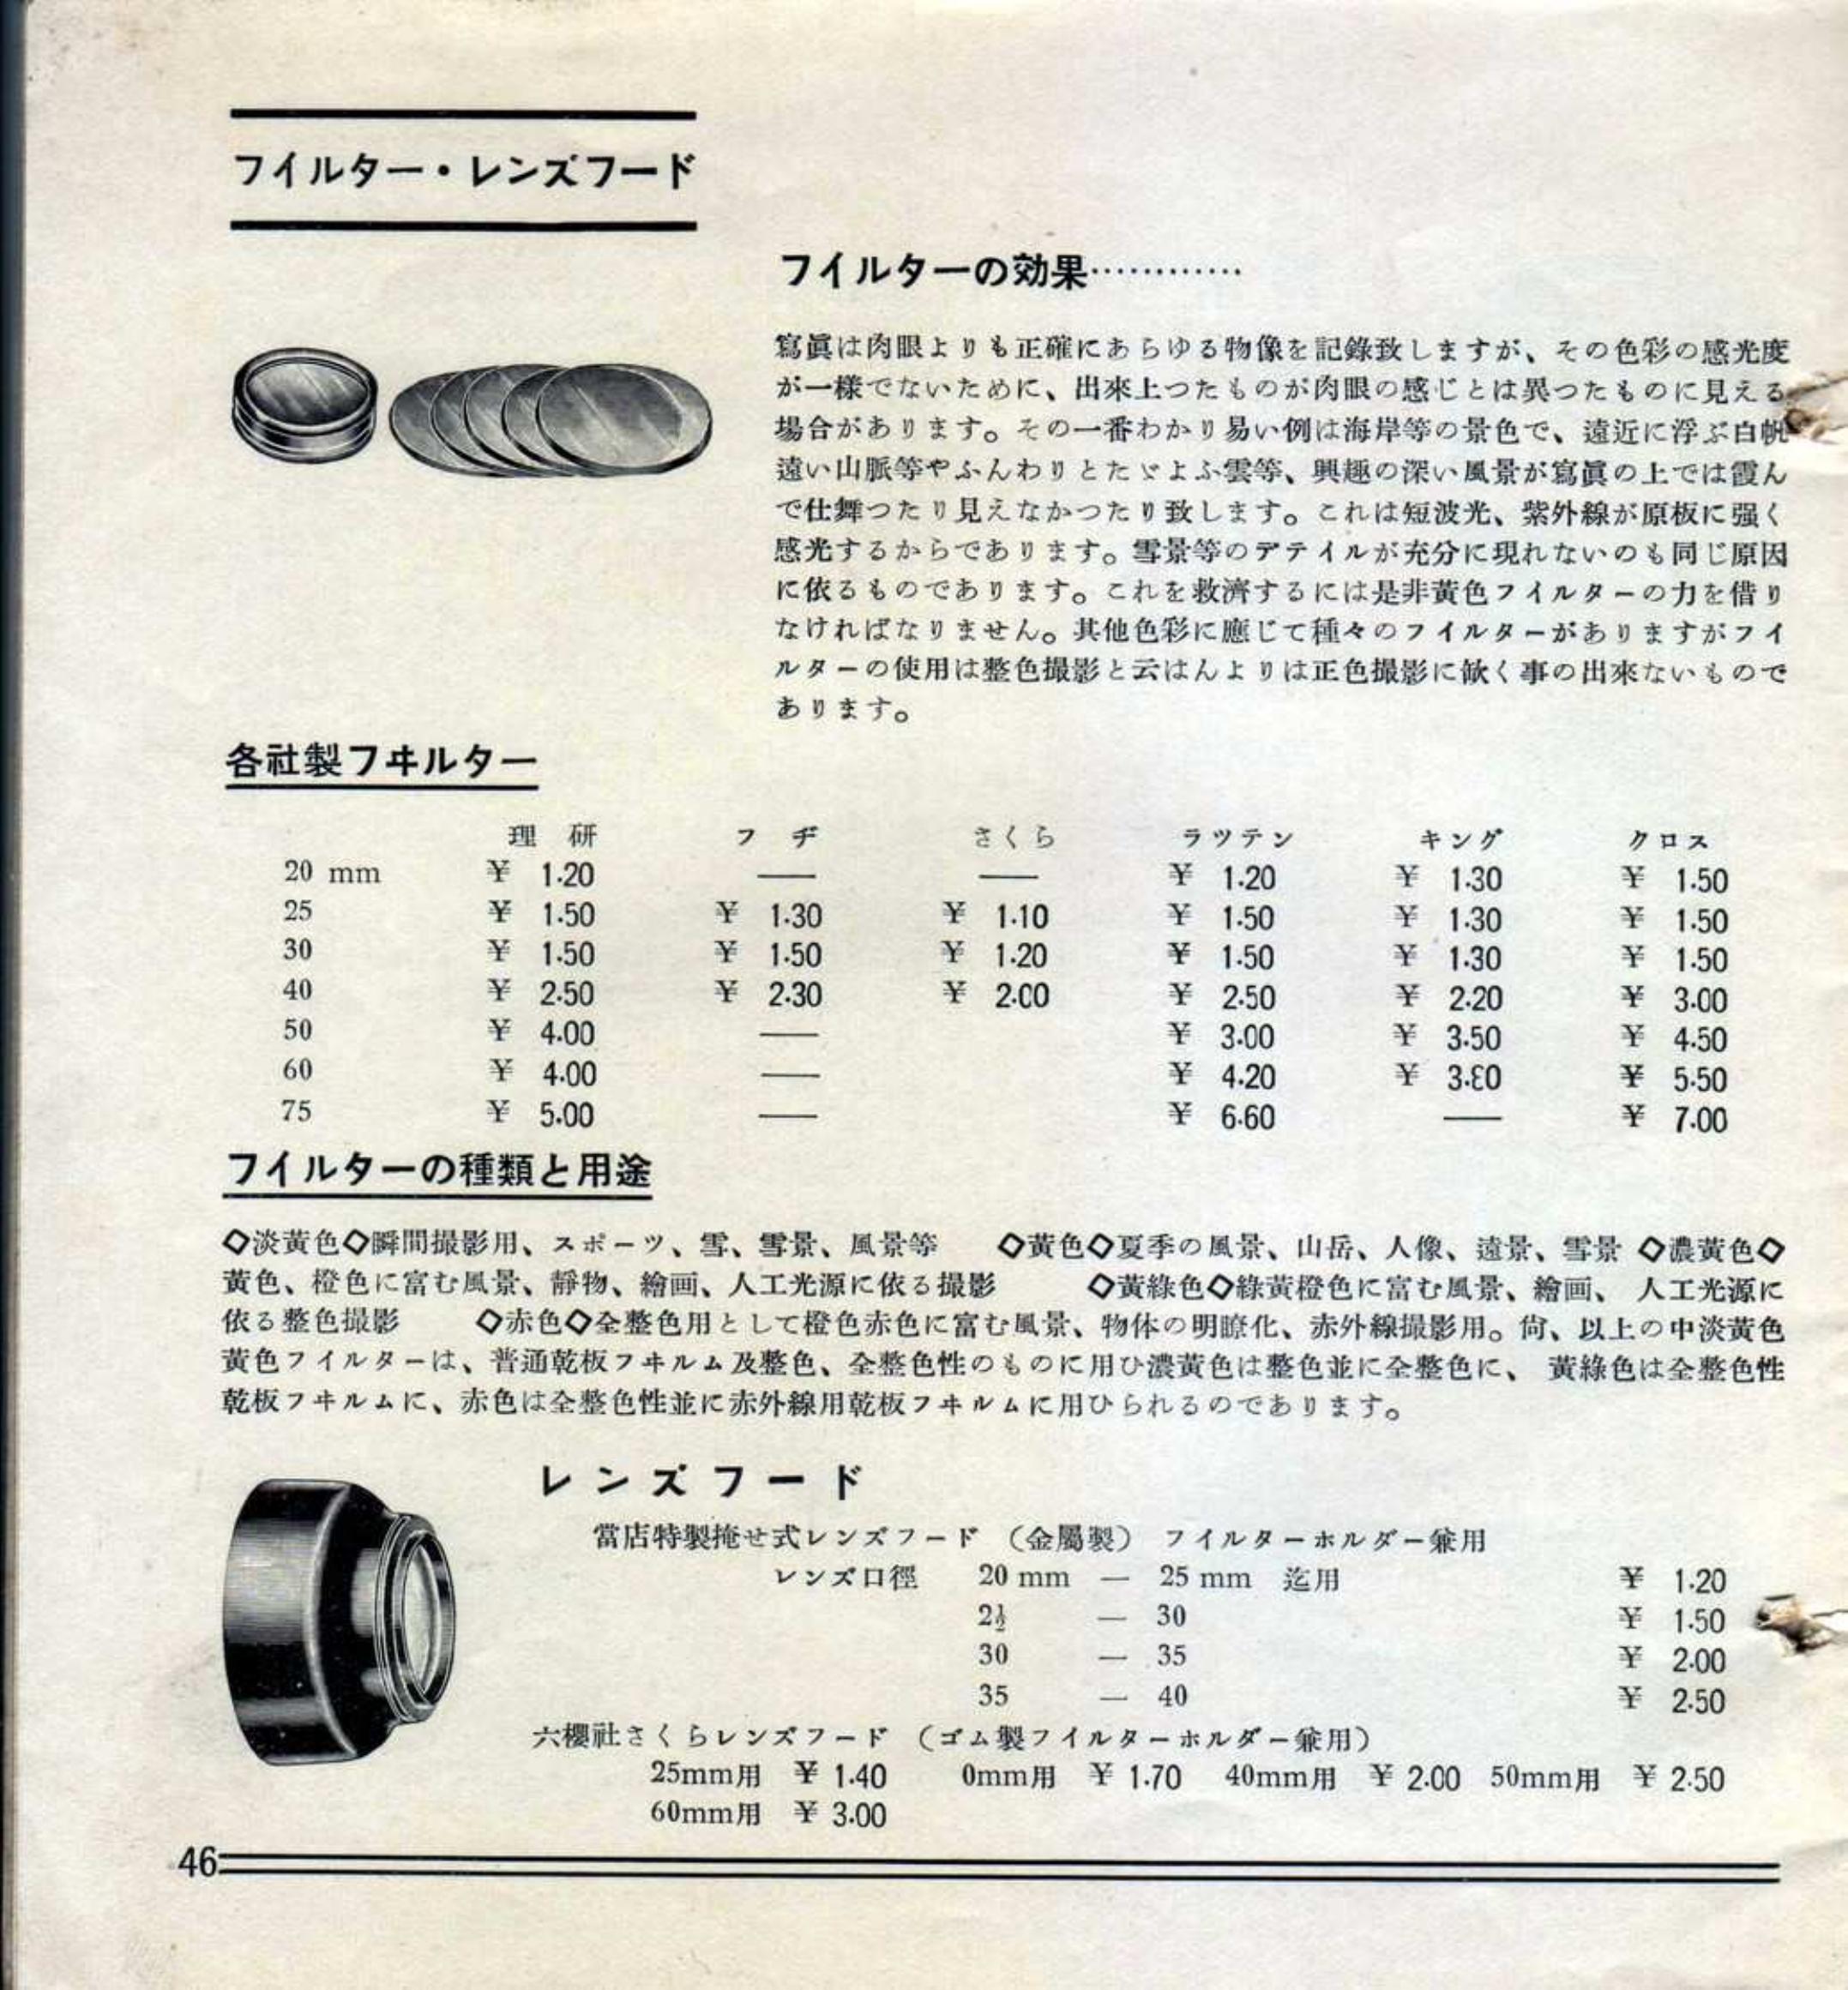 フイルター・レンズフード
フイルターの効果…………
寫眞は肉眼よりも正確にあらゆる物像を記錄致しますが、その色彩の感光度
が一様でないために、出來上つたものが肉眼の感じとは異つたものに見える
場合があります。その一番わかり易い例は海岸等の景色で、遠近に浮ぶ白帆
遠い山脈等やふんわりとたゞよふ雲等、興趣の深い風景が寫眞の上では霞ん
で仕舞つたり見えなかつたり致します。これは短波光、紫外線が原板に强く
感光するからであります。雪景等のデテイルが充分に現れないのも同じ原因
に依るものであります。これを救濟するには是非黃色フイルターの力を借り
なければなりません。其他色彩に應じて種々のフイルターがありますがフイ
ルターの使用は整色撮影と云はんよりは正色撮影に缺く事の出來ないもので
あります。
各社製フヰルター
理研 フヂ さくら ラツテン キング クロス
20 mm ¥ 1.20 — — ¥ 1.20 ¥ 1.30 ¥ 1.50
25 ¥ 1.50 ¥ 1.30 ¥ 1.10 ¥ 1.50 ¥ 1.30 ¥ 1.50
30 ¥ 1.50 ¥ 1.50 ¥ 1.20 ¥ 1.50 ¥ 1.30 ¥ 1.50
40 ¥ 2.50 ¥ 2.30 ¥ 2.00 ¥ 2.50 ¥ 2.20 ¥ 3.00
50 ¥ 4.00 — ¥ 3.00 ¥ 3.50 ¥ 4.50
60 ¥ 4.00 — ¥ 4.20 ¥ 3.80 ¥ 5.50
75 ¥ 5.00 — ¥ 6.60 — ¥ 7.00
フイルターの種類と用途
◇淡黃色◇瞬間撮影用、スポーツ、雪、雪景、風景等 ◇黃色◇夏季の風景、山岳、人像、遠景、雪景 ◇濃黃色◇
黃色、橙色に富む風景、靜物、繪画、人工光源に依る撮影 ◇黃綠色◇綠黃橙色に富む風景、繪画、人工光源に
依る整色撮影 ◇赤色◇全整色用として橙色赤色に富む風景、物体の明瞭化、赤外線撮影用。尙、以上の中淡黃色
黃色フイルターは、普通乾板フヰルム及整色、全整色性のものに用ひ濃黃色は整色並に全整色に、黃綠色は全整色性
乾板フヰルムに、赤色は全整色性並に赤外線用乾板フヰルムに用ひられるのであります。
レンズフード
當店特製掩せ式レンズフード （金屬製） フイルターホルダー兼用
レンズ口徑 20 mm — 25 mm 迄用 ¥ 1.20
2½ — 30 ¥ 1.50
30 — 35 ¥ 2.00
35 — 40 ¥ 2.50
六櫻社さくらレンズフード （ゴム製フイルターホルダー兼用）
25mm用 ¥ 1.40 0mm用 ¥ 1.70 40mm用 ¥ 2.00 50mm用 ¥ 2.50
60mm用 ¥ 3.00
46